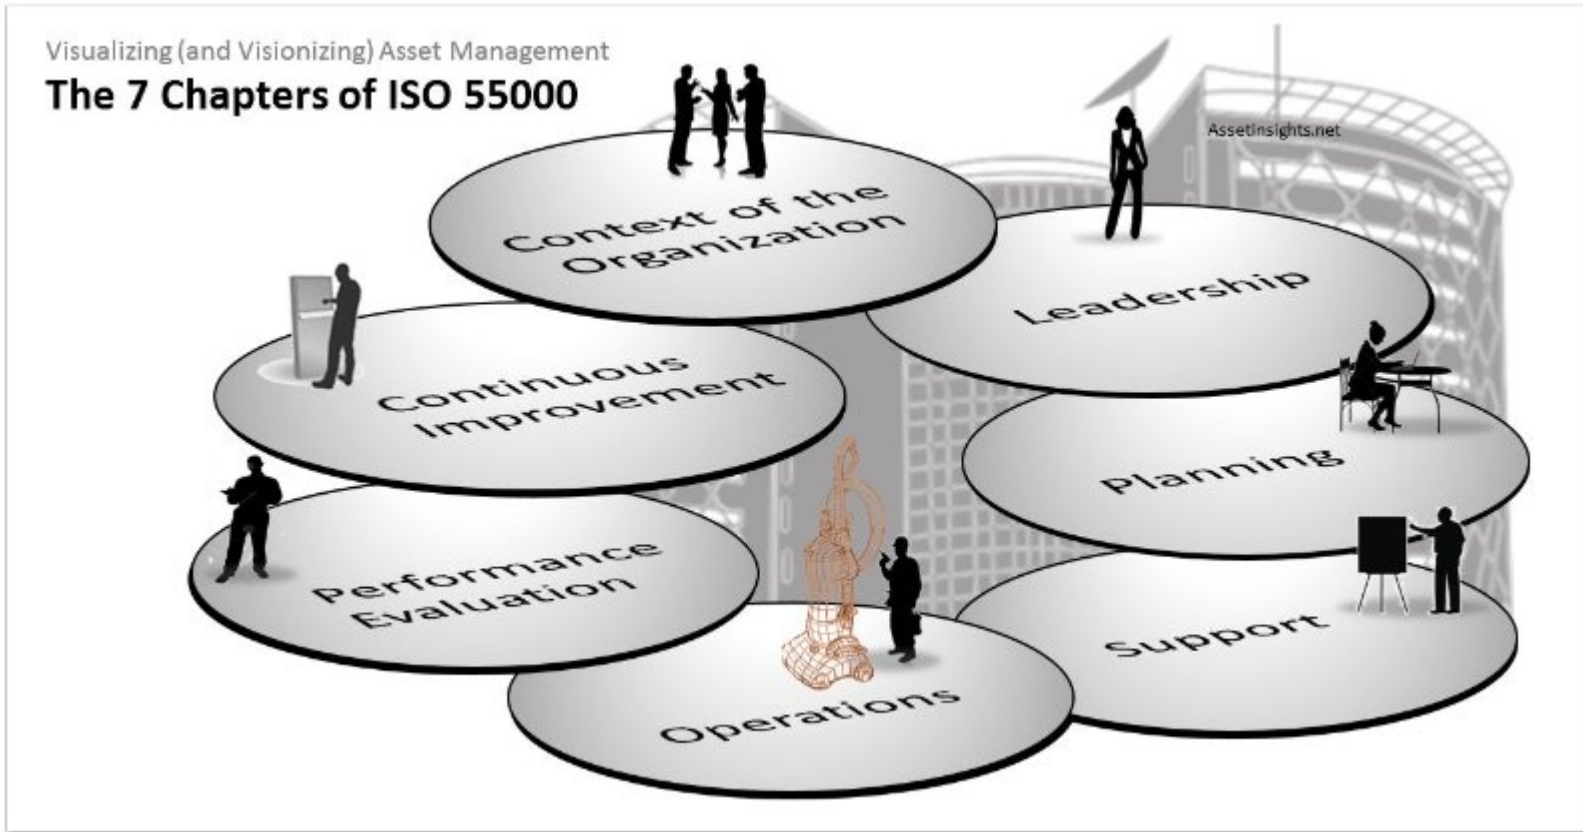 Visualizing (and Visionizing) Asset Management
The 7 Chapters of ISO 55000
AssetInsights.net
Context of the
Organization
Leadership
Continuous
Improvement
Planning
Performance
Evaluation
Support
Operations